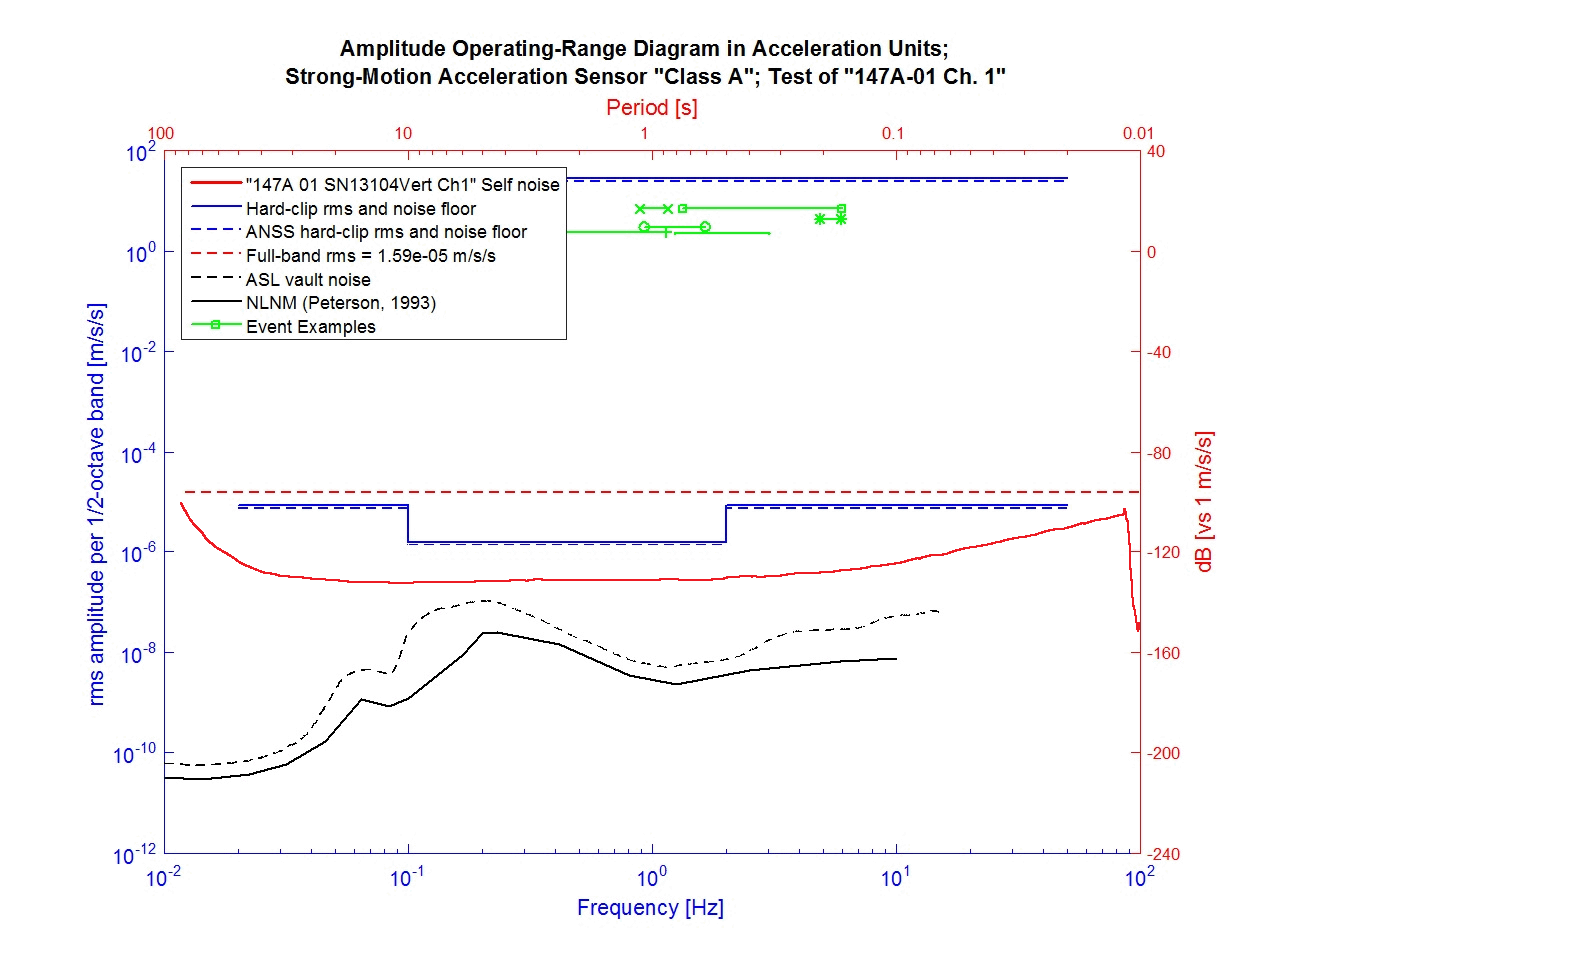 Amplitude Operating-Range Diagram in Acceleration Units;
Strong-Motion Acceleration Sensor "Class A"; Test of "147A-01 Ch. 1"
Period [s]
100 10 1 0.1 0.01
"147A 01 SN13104Vert Ch1" Self noise
Hard-clip rms and noise floor
ANSS hard-clip rms and noise floor
Full-band rms = 1.59e-05 m/s/s
ASL vault noise
NLNM (Peterson, 1993)
Event Examples
rms amplitude per 1/2-octave band [m/s/s]
10^2
10^0
10^-2
10^-4
10^-6
10^-8
10^-10
10^-12
40
0
-40
-80
-120
-160
-200
-240
dB [vs 1 m/s/s]
10^-2 10^-1 10^0 10^1 10^2
Frequency [Hz]